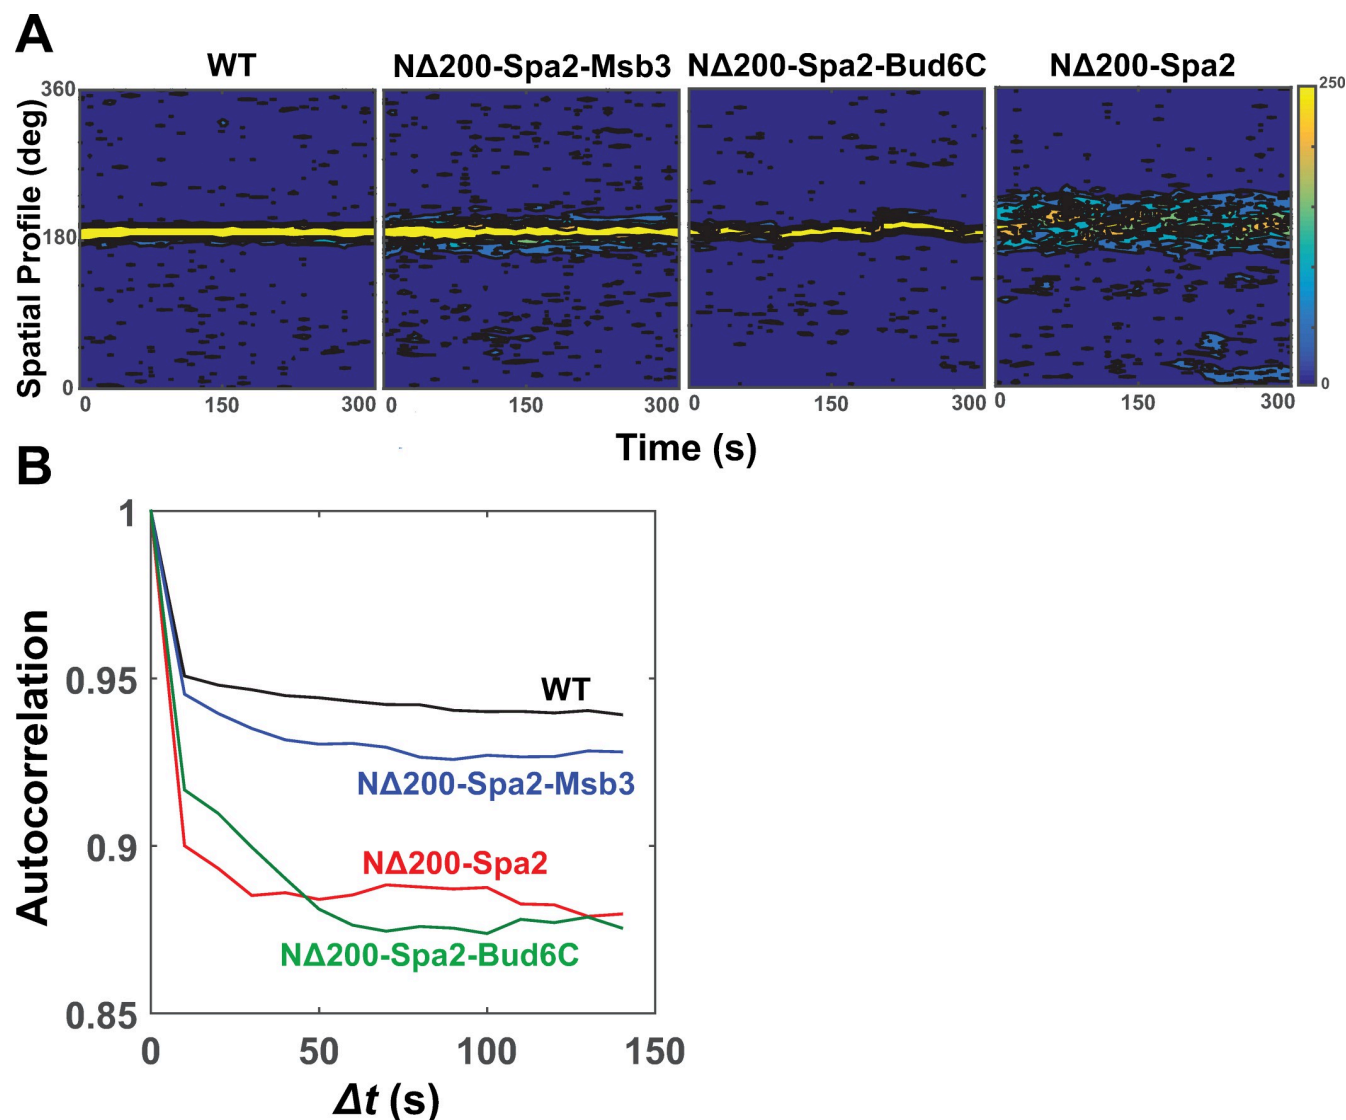 A
WT
NΔ200-Spa2-Msb3
NΔ200-Spa2-Bud6C
NΔ200-Spa2
Spatial Profile (deg)
360
180
0
250
0
0 150 300
0 150 300
0 150 300
0 150 300
Time (s)
B
Autocorrelation
1
0.95
0.9
0.85
WT
NΔ200-Spa2-Msb3
NΔ200-Spa2
NΔ200-Spa2-Bud6C
0 50 100 150
Δt (s)